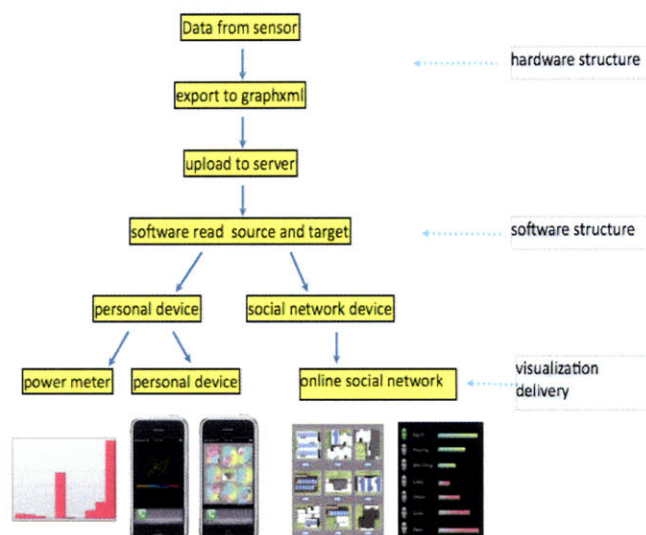 Data from sensor
hardware structure
export to graphxml
upload to server
software read source and target
software structure
personal device
social network device
power meter
personal device
online social network
visualization
delivery